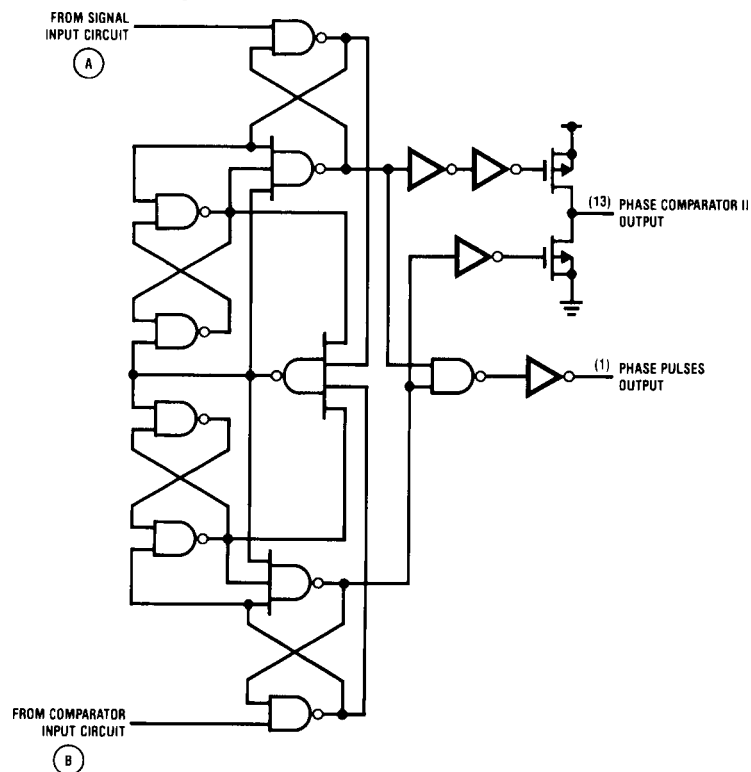 FROM SIGNAL
INPUT CIRCUIT
A
(13) PHASE COMPARATOR II
OUTPUT
(1) PHASE PULSES
OUTPUT
FROM COMPARATOR
INPUT CIRCUIT
B